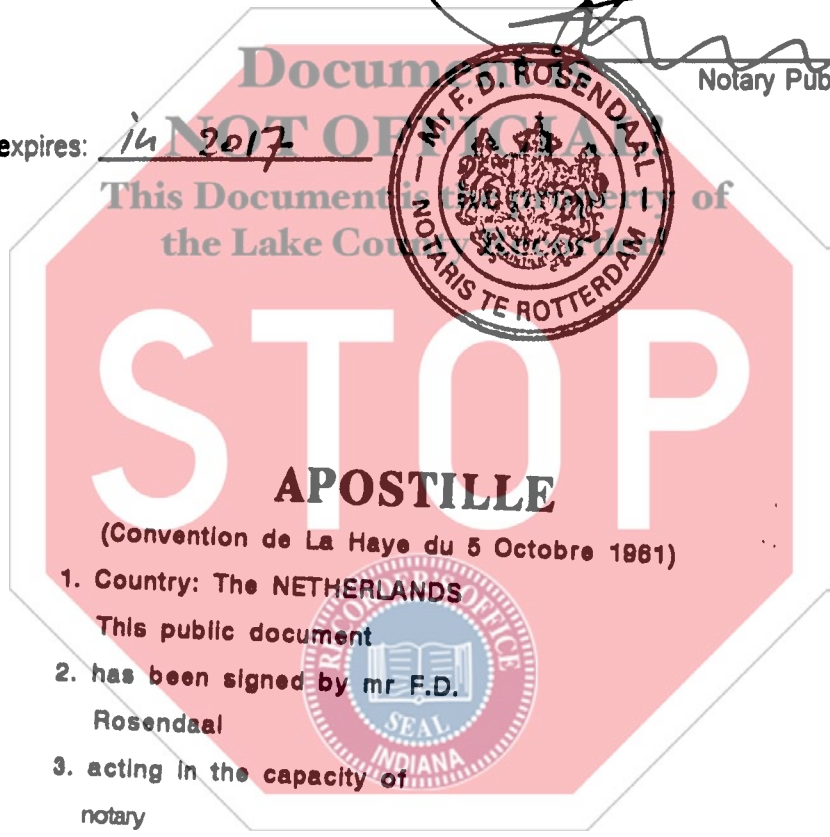 Notary Pub
expires: in 2017
Document is
NOT OFFICIAL!
This Document is the property of
the Lake County Recorder!
Mr F. D. ROSENDAAL
NOTARIS TE ROTTERDAM
STOP
APOSTILLE
(Convention de La Haye du 5 Octobre 1961)
1. Country: The NETHERLANDS
This public document
2. has been signed by mr F.D.
Rosendaal
3. acting in the capacity of
notary
RECORDER'S OFFICE
SEAL
INDIANA